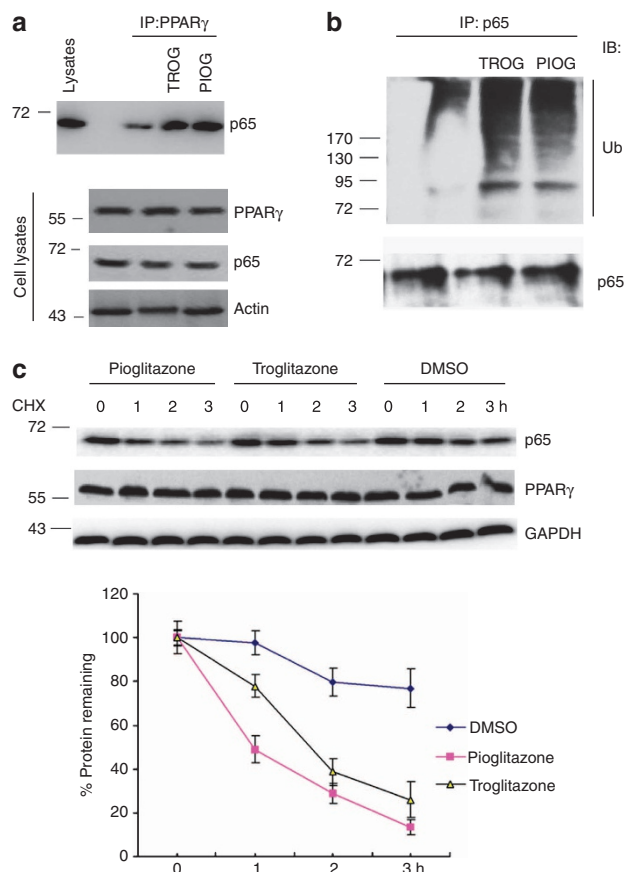 a
IP:PPARγ
Lysates
TROG
PIOG
72
p65
Cell lysates
55
PPARγ
72
p65
43
Actin
b
IP: p65
IB:
TROG PIOG
170
130
95
72
Ub
72
p65
c
Pioglitazone Troglitazone DMSO
CHX 0 1 2 3 0 1 2 3 0 1 2 3 h
72
p65
55
PPARγ
43
GAPDH
120
100
80
60
40
20
0
% Protein remaining
0 1 2 3 h
DMSO
Pioglitazone
Troglitazone